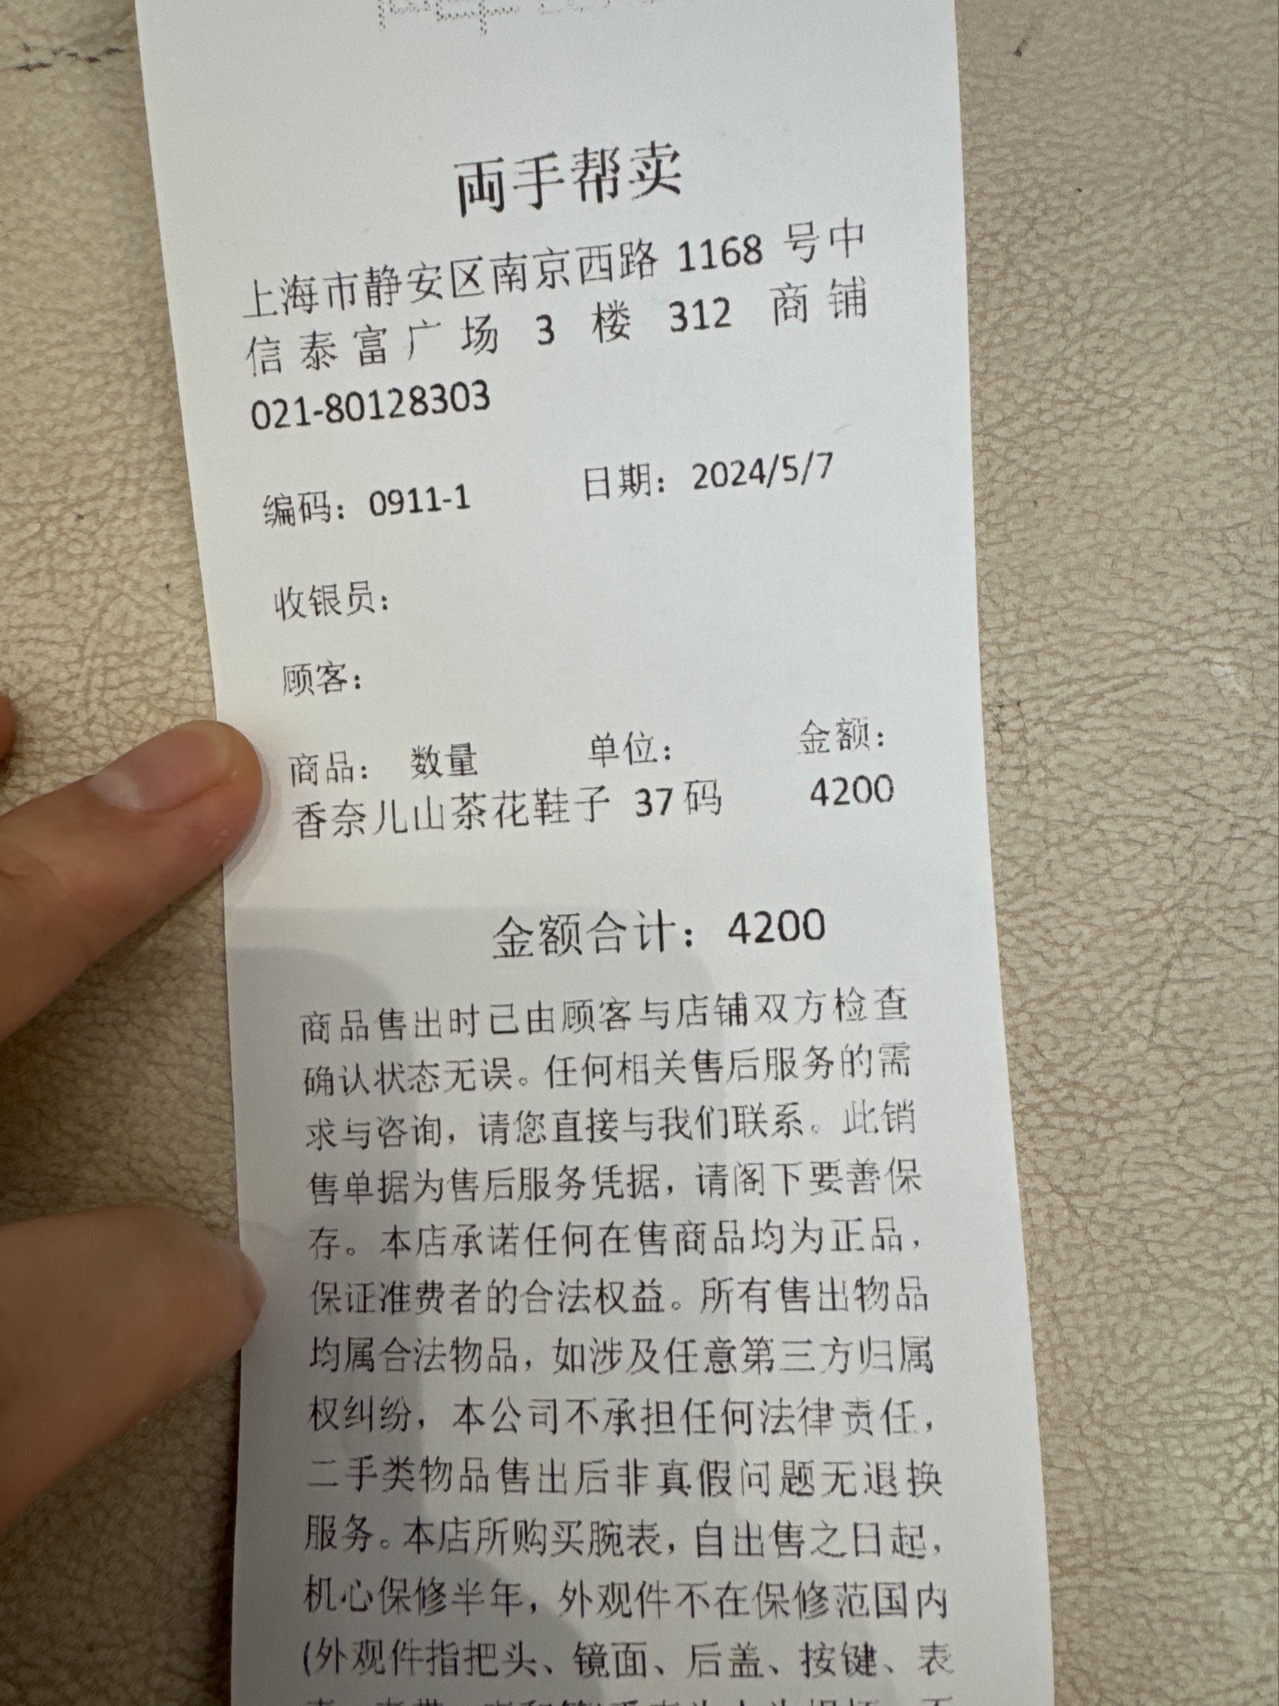 両手帮卖
上海市静安区南京西路 1168 号中
信泰富广场 3 楼 312 商铺
021-80128303
编码：0911-1 日期：2024/5/7
收银员：
顾客：
商品： 数量 单位： 金额：
香奈儿山茶花鞋子 37码 4200
金额合计：4200
商品售出时已由顾客与店铺双方检查
确认状态无误。任何相关售后服务的需
求与咨询，请您直接与我们联系。此销
售单据为售后服务凭据，请阁下要善保
存。本店承诺任何在售商品均为正品，
保证准费者的合法权益。所有售出物品
均属合法物品，如涉及任意第三方归属
权纠纷，本公司不承担任何法律责任，
二手类物品售出后非真假问题无退换
服务。本店所购买腕表，自出售之日起，
机心保修半年，外观件不在保修范围内
(外观件指把头、镜面、后盖、按键、表